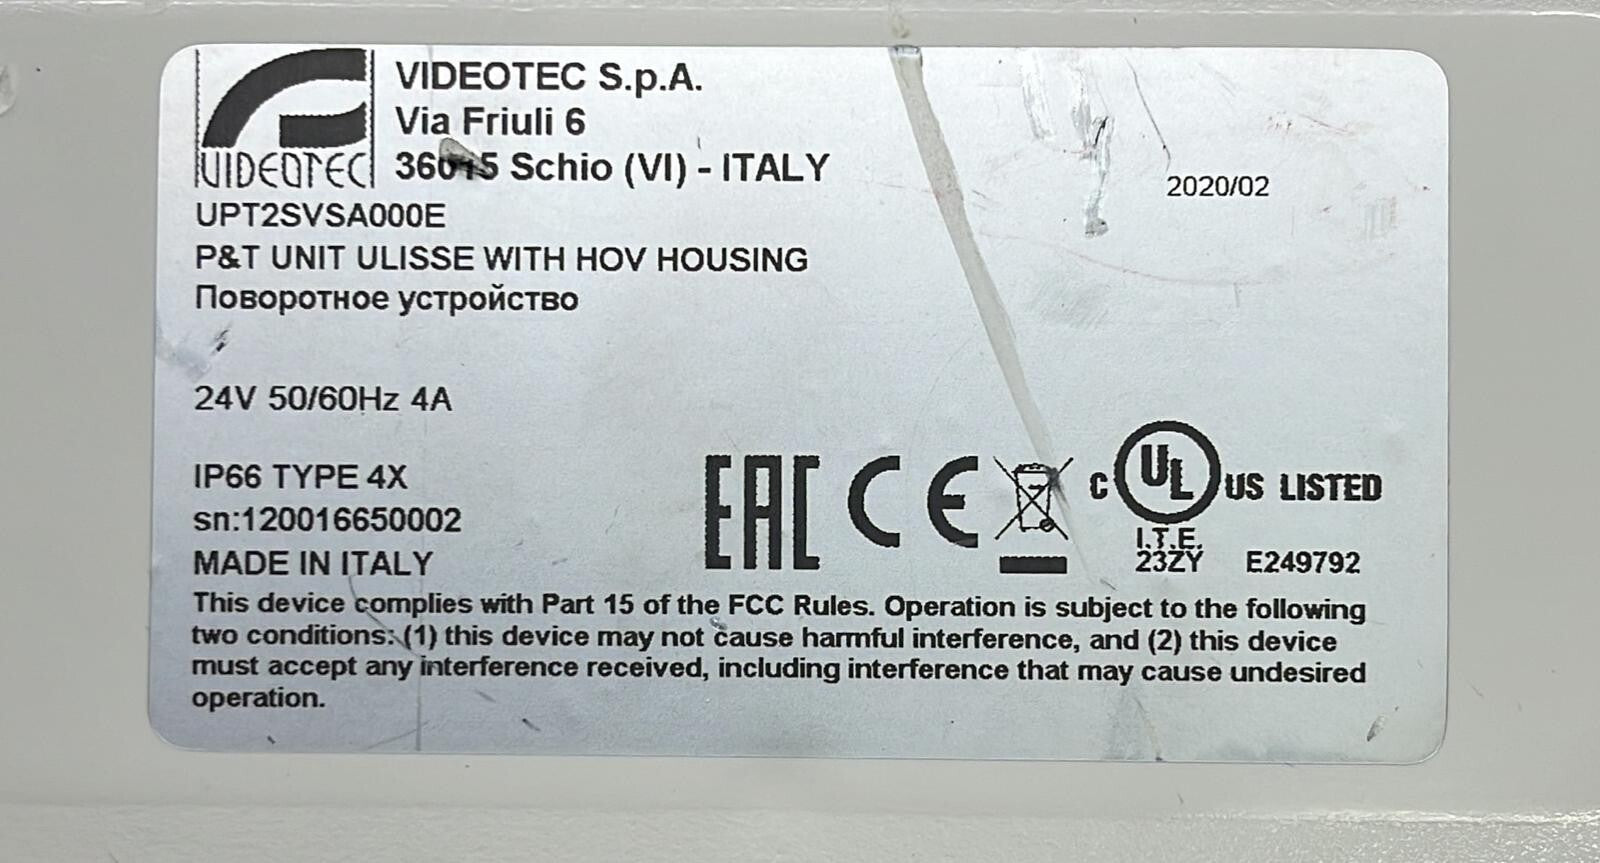 VIDEOTEC
VIDEOTEC S.p.A.
Via Friuli 6
36015 Schio (VI) - ITALY
2020/02
UPT2SVSA000E
P&T UNIT ULISSE WITH HOV HOUSING
Поворотное устройство
24V 50/60Hz 4A
IP66 TYPE 4X
sn:120016650002
MADE IN ITALY
EAC CE C UL US LISTED
I.T.E.
23ZY E249792
This device complies with Part 15 of the FCC Rules. Operation is subject to the following
two conditions: (1) this device may not cause harmful interference, and (2) this device
must accept any interference received, including interference that may cause undesired
operation.